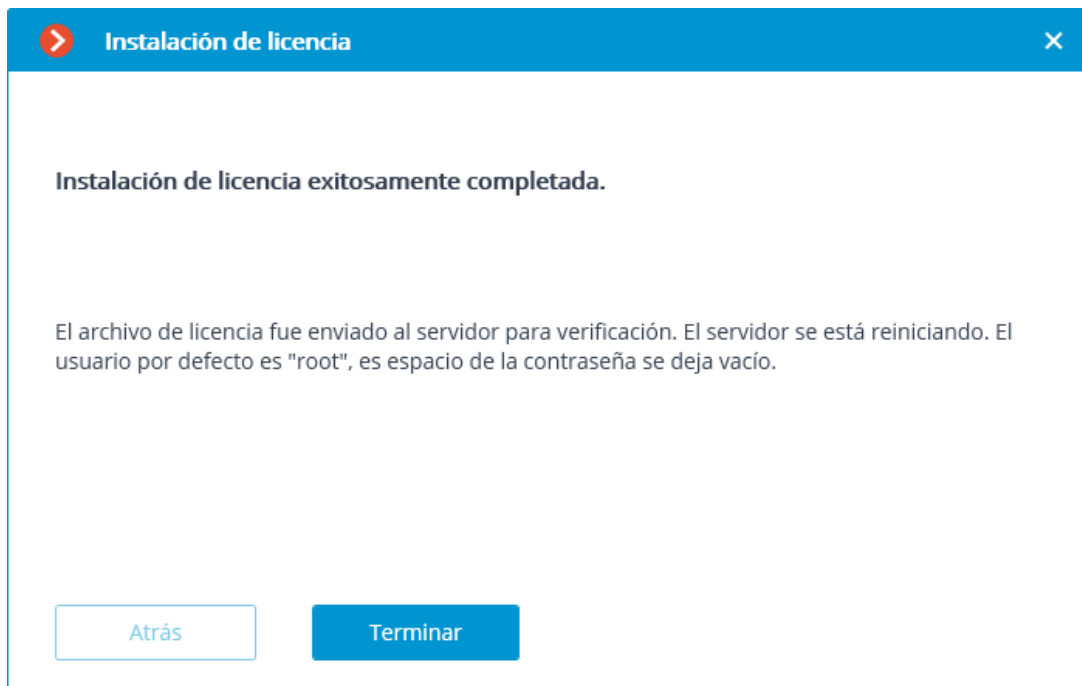 Instalación de licencia
Instalación de licencia exitosamente completada.
El archivo de licencia fue enviado al servidor para verificación. El servidor se está reiniciando. El
usuario por defecto es "root", es espacio de la contraseña se deja vacío.
Atrás
Terminar